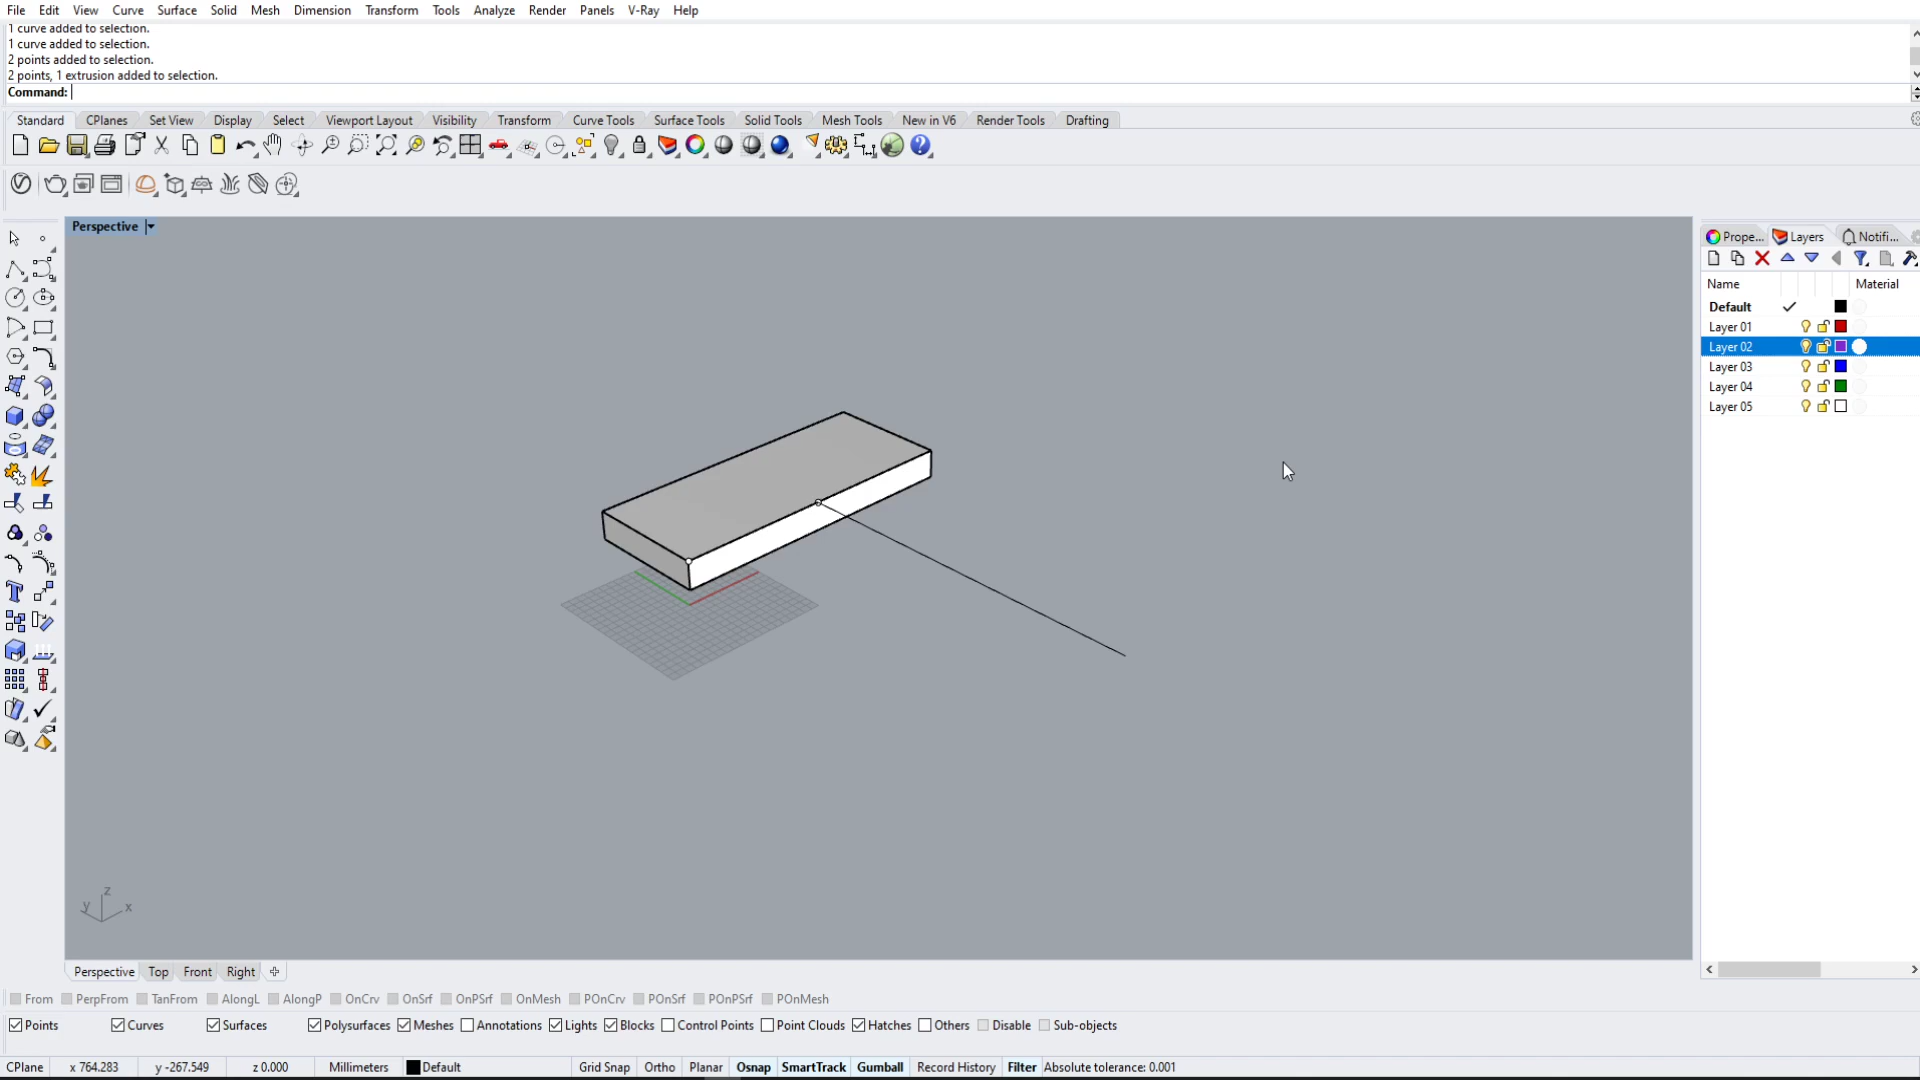 File Edit View Curve Surface Solid Mesh Dimension Transform Tools Analyze Render Panels V-Ray Help
1 curve added to selection.
1 curve added to selection.
2 points added to selection.
2 points, 1 extrusion added to selection.
Command:
Standard CPlanes Set View Display Select Viewport Layout Visibility Transform Curve Tools Surface Tools Solid Tools Mesh Tools New in V6 Render Tools Drafting
Perspective
Prope... Layers Notifi...
Name Material
Default
Layer 01
Layer 02
Layer 03
Layer 04
Layer 05
z
y x
Perspective Top Front Right
From PerpFrom TanFrom AlongL AlongP OnCrv OnSrf OnPSrf OnMesh POnCrv POnSrf POnPSrf POnMesh
Points Curves Surfaces Polysurfaces Meshes Annotations Lights Blocks Control Points Point Clouds Hatches Others Disable Sub-objects
CPlane x 764.283 y -267.549 z 0.000 Millimeters Default Grid Snap Ortho Planar Osnap SmartTrack Gumball Record History Filter Absolute tolerance: 0.001